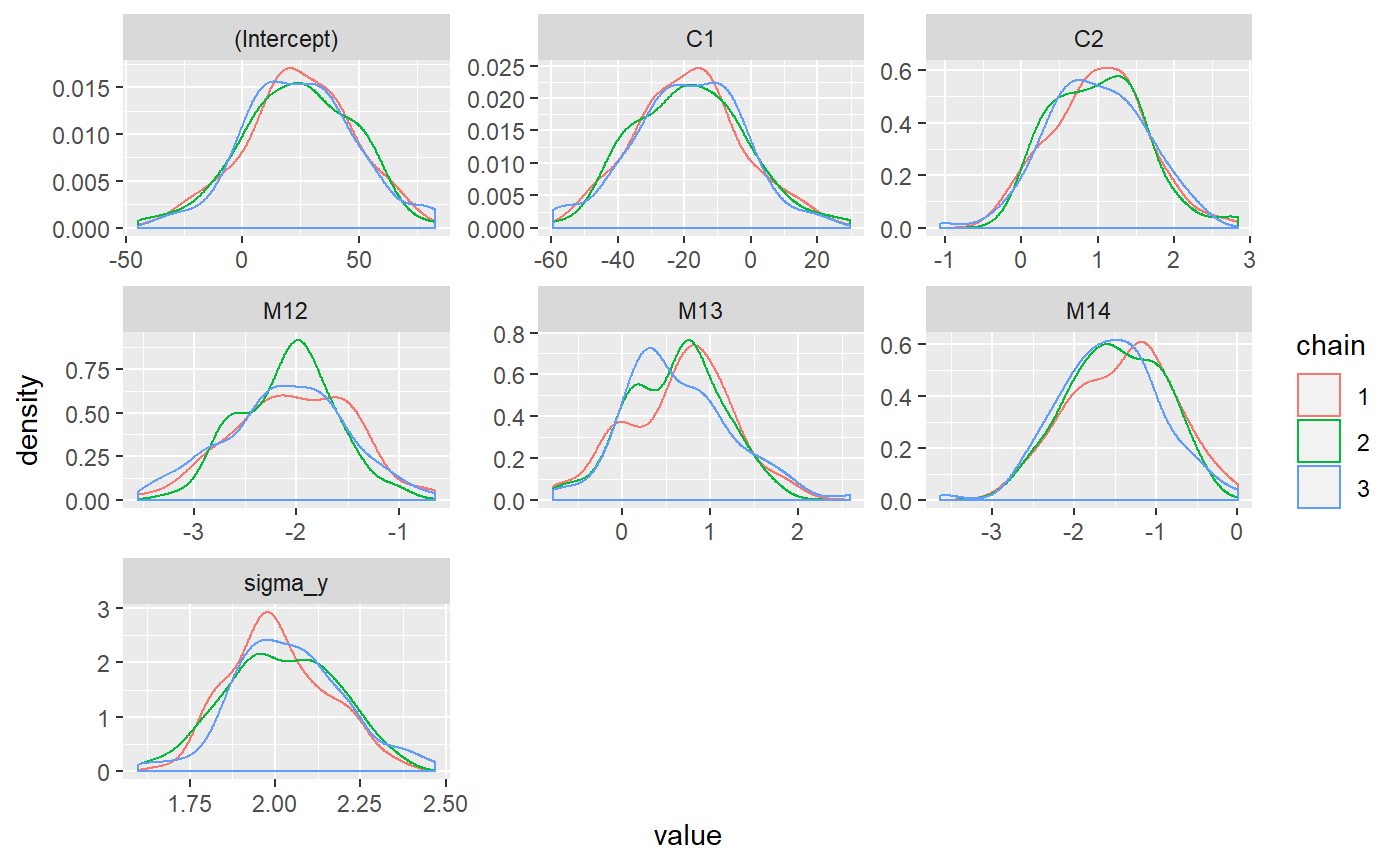 (Intercept) C1 C2
0.015 0.010 0.005 0.000
0.025 0.020 0.015 0.010 0.005 0.000
0.6 0.4 0.2 0.0
-50 0 50
-60 -40 -20 0 20
-1 0 1 2 3
M12 M13 M14
0.75 0.50 0.25 0.00
0.8 0.6 0.4 0.2 0.0
0.6 0.4 0.2 0.0
-3 -2 -1
0 1 2
-3 -2 -1 0
sigma_y
3 2 1 0
1.75 2.00 2.25 2.50
density
value
chain
1
2
3